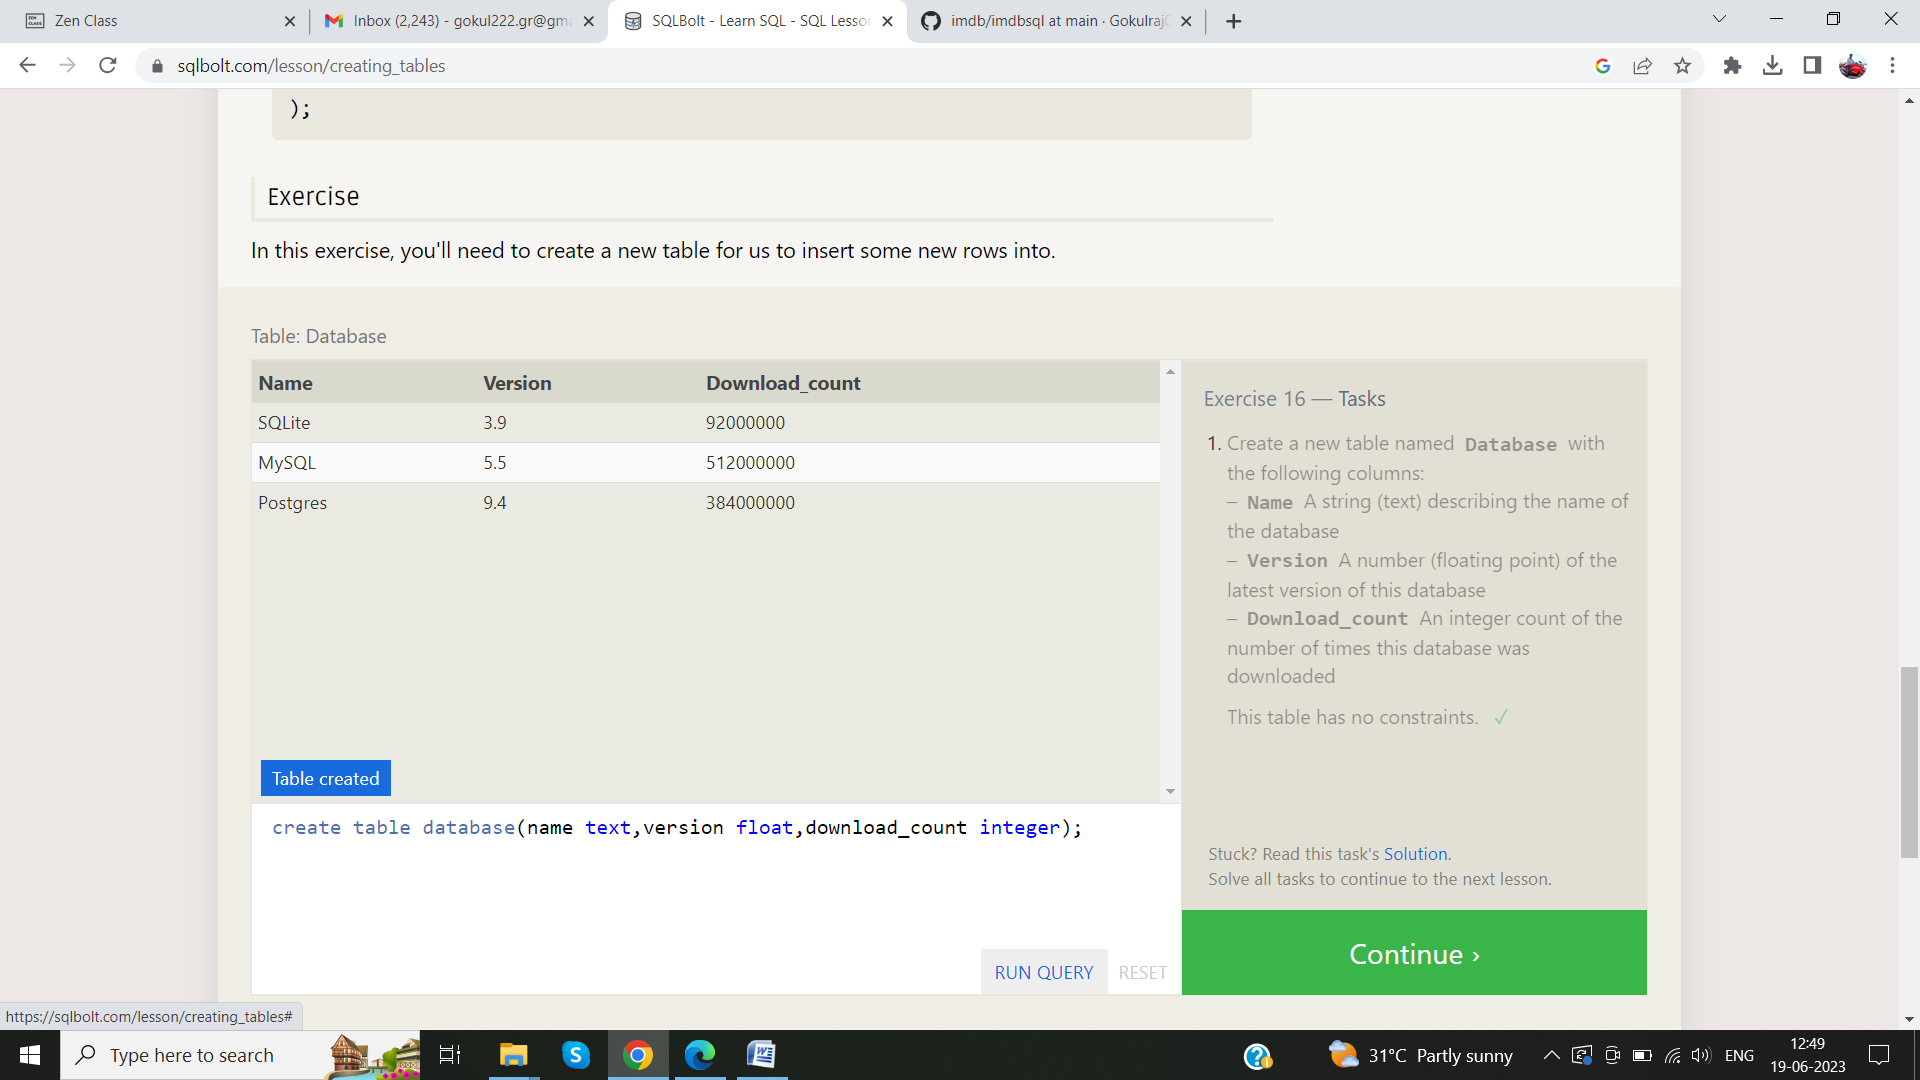 Zen Class
Inbox (2,243) - gokul222.gr@gm
SQLBolt - Learn SQL - SQL Lesson
imdb/imdbsql at main · Gokulraj
sqlbolt.com/lesson/creating_tables
);
Exercise
In this exercise, you'll need to create a new table for us to insert some new rows into.
Table: Database
Name Version Download_count
SQLite 3.9 92000000
MySQL 5.5 512000000
Postgres 9.4 384000000
Table created
create table database(name text,version float,download_count integer);
RUN QUERY RESET
Exercise 16 — Tasks
1. Create a new table named Database with
the following columns:
– Name A string (text) describing the name of
the database
– Version A number (floating point) of the
latest version of this database
– Download_count An integer count of the
number of times this database was
downloaded
This table has no constraints. ✓
Stuck? Read this task's Solution.
Solve all tasks to continue to the next lesson.
Continue ›
https://sqlbolt.com/lesson/creating_tables#
Type here to search
31°C Partly sunny
ENG
12:49
19-06-2023